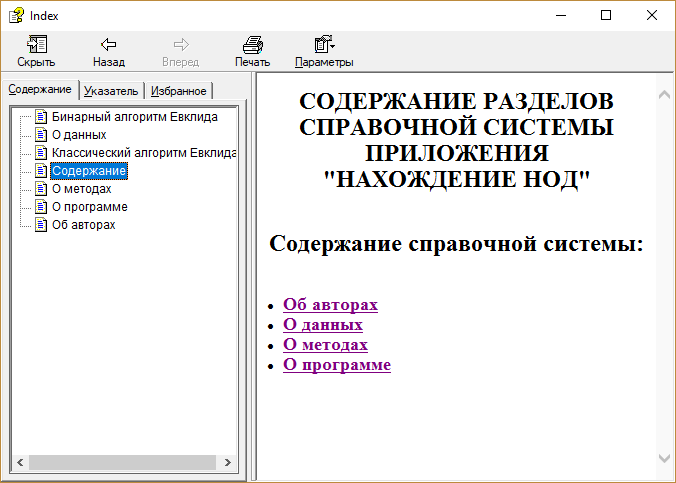 Index
Скрыть
Назад
Вперед
Печать
Параметры
Содержание
Указатель
Избранное
Бинарный алгоритм Евклида
О данных
Классический алгоритм Евклида
Содержание
О методах
О программе
Об авторах
СОДЕРЖАНИЕ РАЗДЕЛОВ
СПРАВОЧНОЙ СИСТЕМЫ
ПРИЛОЖЕНИЯ
"НАХОЖДЕНИЕ НОД"
Содержание справочной системы:
Об авторах
О данных
О методах
О программе